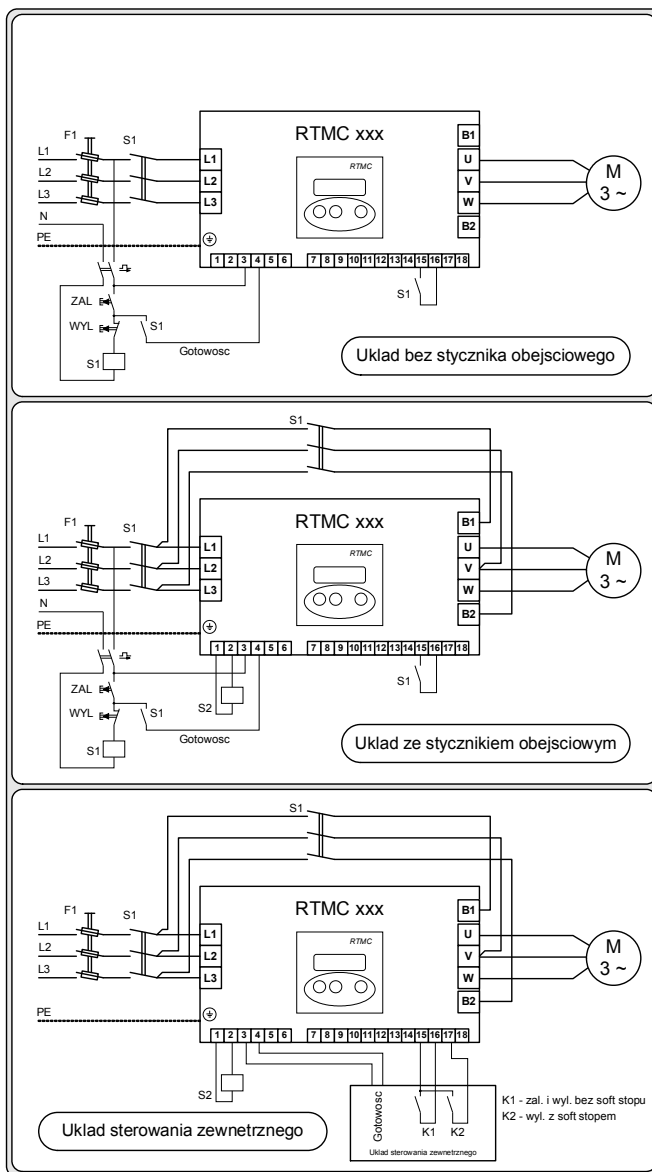 RTMC xxx
F1
S1
L1
L2
L3
N
PE
L1
L2
L3
RTMC
B1
U
V
W
B2
M
3 ~
1 2 3 4 5 6 7 8 9 10 11 12 13 14 15 16 17 18
ZAL
WYL
S1
S1
Gotowosc
S1
Uklad bez stycznika obejsciowego
S1
RTMC xxx
F1
S1
L1
L2
L3
N
PE
L1
L2
L3
RTMC
B1
U
V
W
B2
M
3 ~
1 2 3 4 5 6 7 8 9 10 11 12 13 14 15 16 17 18
ZAL
WYL
S1
S1
S2
Gotowosc
S1
Uklad ze stycznikiem obejsciowym
S1
RTMC xxx
F1
S1
L1
L2
L3
PE
L1
L2
L3
RTMC
B1
U
V
W
B2
M
3 ~
1 2 3 4 5 6 7 8 9 10 11 12 13 14 15 16 17 18
S2
Gotowosc
K1 K2
Uklad sterowania zewnetrznego
K1 - zal. i wyl. bez soft stopu
K2 - wyl. z soft stopem
Uklad sterowania zewnetrznego